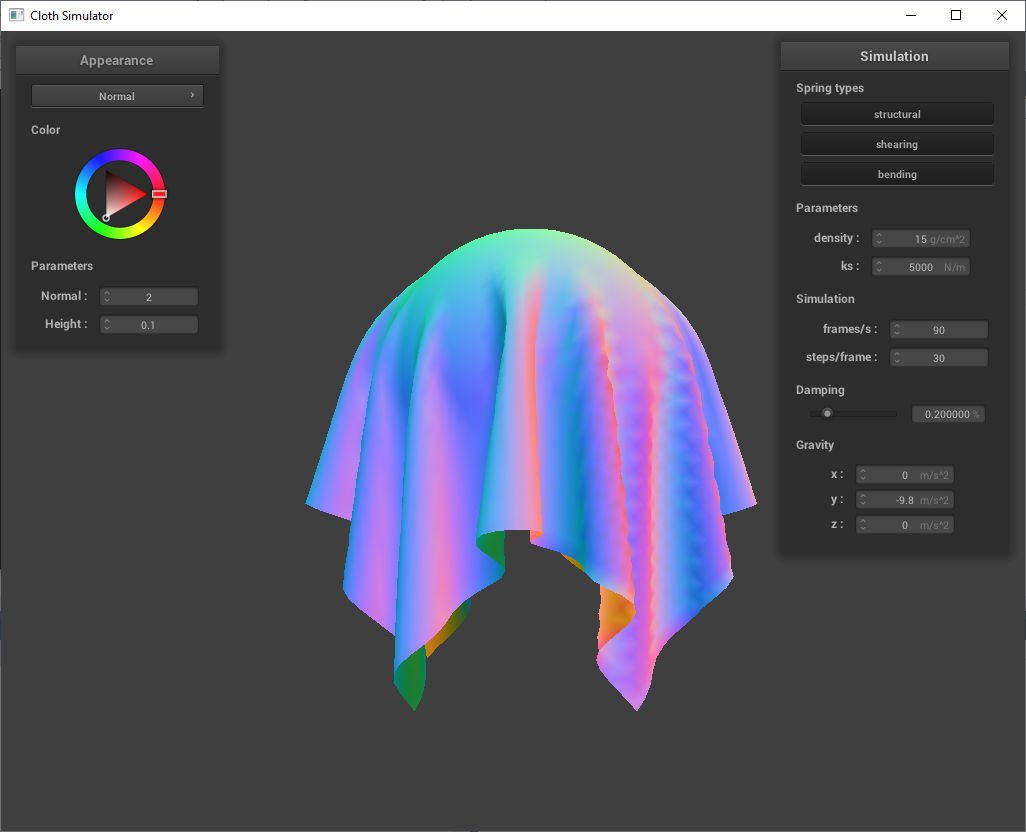 Cloth Simulator
Appearance
Normal
Color
Parameters
Normal : 2
Height : 0.1
Simulation
Spring types
structural
shearing
bending
Parameters
density : 15 g/cm^2
ks : 5000 N/m
Simulation
frames/s : 90
steps/frame : 30
Damping
0.200000 %
Gravity
x : 0 m/s^2
y : -9.8 m/s^2
z : 0 m/s^2